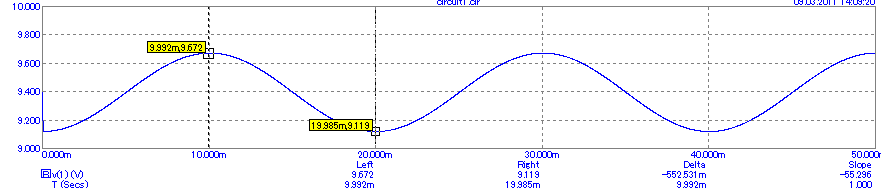 circuit1.cir 09.03.2011 14:09:20
10.000
9.800
9.600
9.400
9.200
9.000
9.992m,9.672
19.985m,9.119
0.000m 10.000m 20.000m 30.000m 40.000m 50.000m
Left Right Delta Slope
v(1) (V) 9.672 9.119 -552.531m -55.296
T (Secs) 9.992m 19.985m 9.992m 1.000